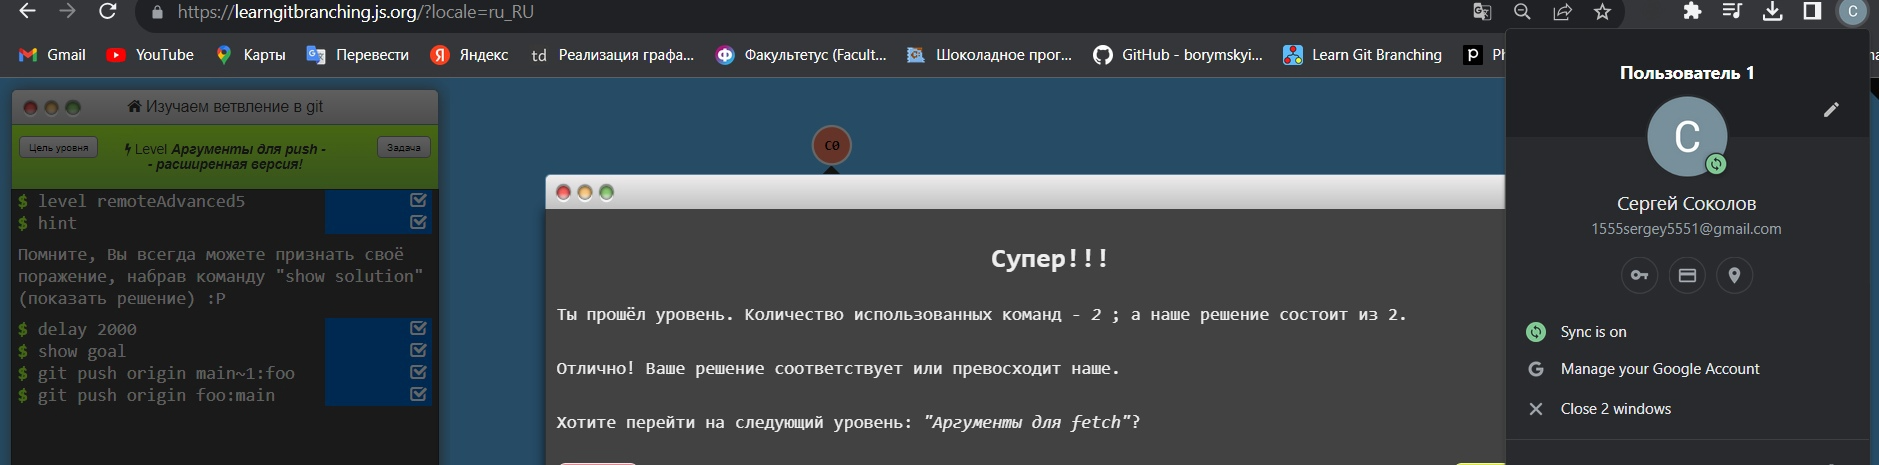 https://learngitbranching.js.org/?locale=ru_RU
C
Gmail
YouTube
Карты
Перевести
Я Яндекс
td Реализация графа...
Ф Факультетус (Facult...
Шоколадное прог...
GitHub - borymskyi...
Learn Git Branching
p Ph
Изучаем ветвление в git
Цель уровня
Level Аргументы для push -
- расширенная версия!
Задача
$ level remoteAdvanced5
$ hint
Помните, Вы всегда можете признать своё
поражение, набрав команду "show solution"
(показать решение) :P
$ delay 2000
$ show goal
$ git push origin main~1:foo
$ git push origin foo:main
C0
Супер!!!
Ты прошёл уровень. Количество использованных команд - 2 ; а наше решение состоит из 2.
Отлично! Ваше решение соответствует или превосходит наше.
Хотите перейти на следующий уровень: "Аргументы для fetch"?
Пользователь 1
С
Сергей Соколов
1555sergey5551@gmail.com
Sync is on
G Manage your Google Account
Close 2 windows